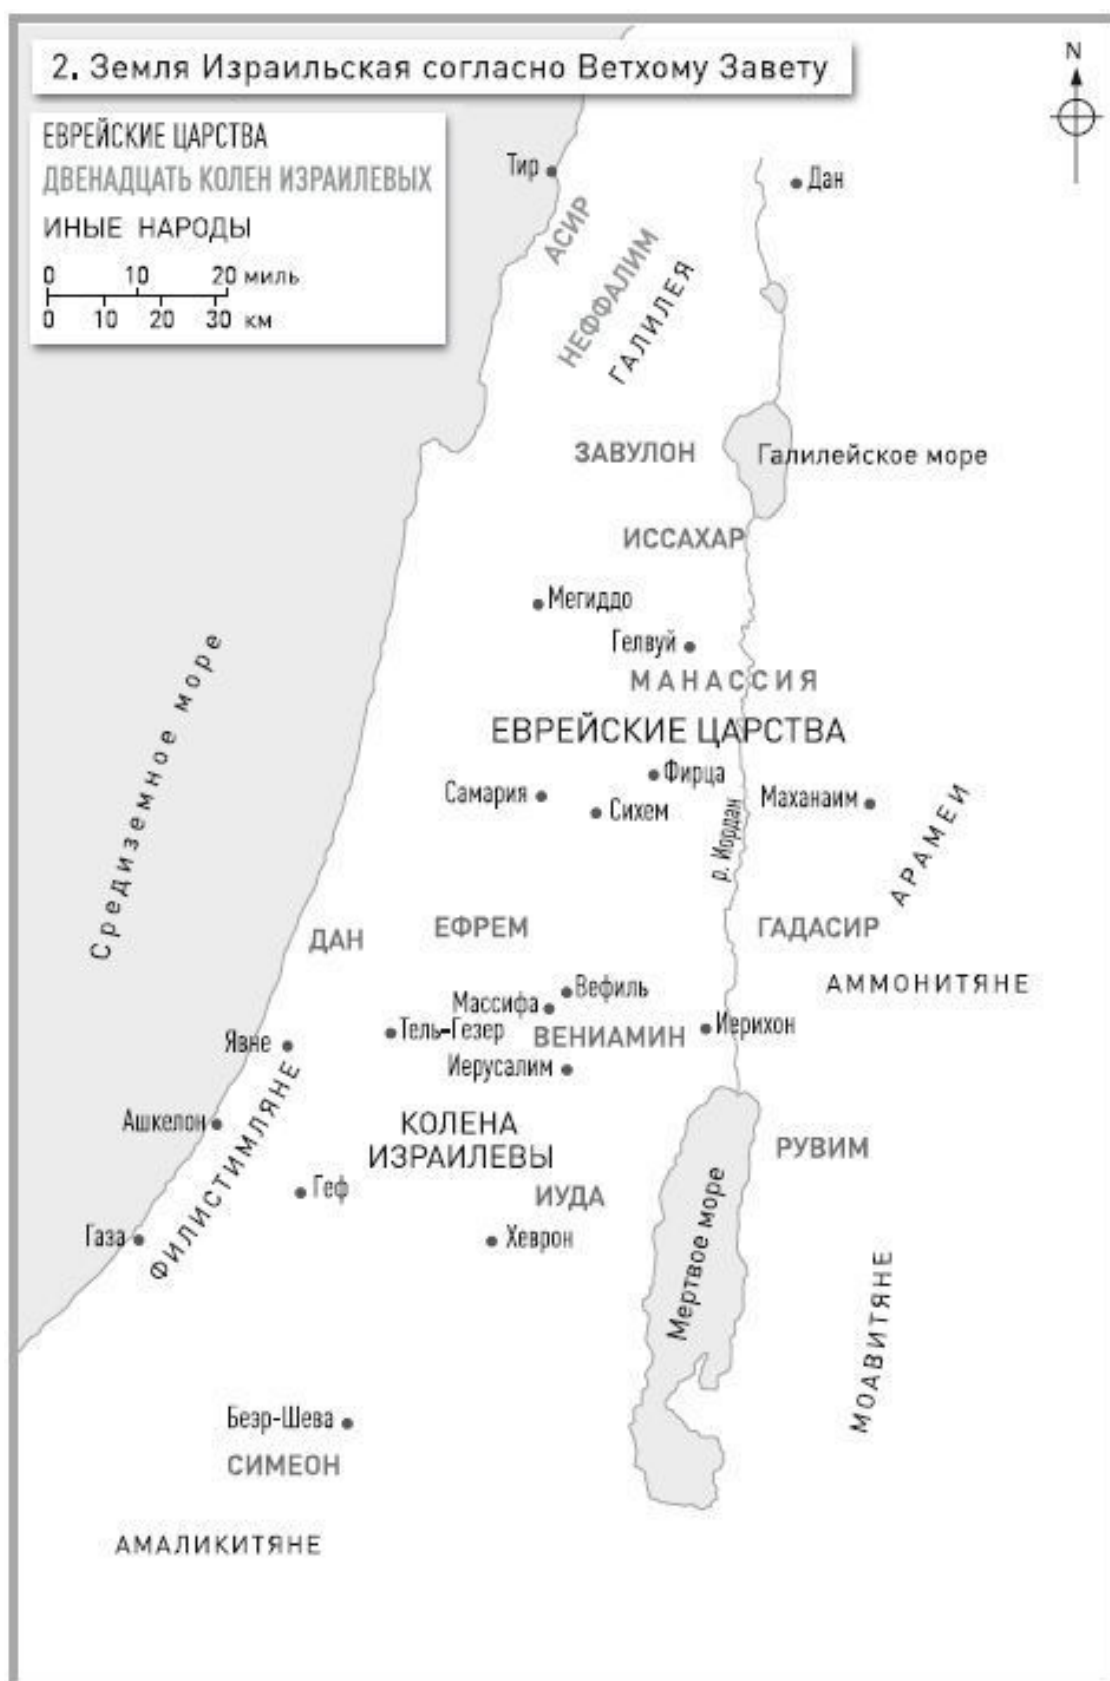 2. Земля Израильская согласно Ветхому Завету
N
ЕВРЕЙСКИЕ ЦАРСТВА
ДВЕНАДЦАТЬ КОЛЕН ИЗРАИЛЕВЫХ
ИНЫЕ НАРОДЫ
0 10 20 миль
0 10 20 30 км
Тир
Дан
АСИР
НЕФФАЛИМ
ГАЛИЛЕЯ
ЗАВУЛОН
Галилейское море
ИССАХАР
Мегиддо
Гелвуй
МАНАССИЯ
Средиземное море
ЕВРЕЙСКИЕ ЦАРСТВА
Фирца
Самария
Сихем
Маханаим
р. Иордан
АРАМЕИ
ДАН
ЕФРЕМ
ГАДАСИР
АММОНИТЯНЕ
Вефиль
Массифа
Тель-Гезер
ВЕНИАМИН
Иерихон
Явне
Иерусалим
Ашкелон
ФИЛИСТИМЛЯНЕ
КОЛЕНА
ИЗРАИЛЕВЫ
РУВИМ
Геф
ИУДА
Газа
Хеврон
Мертвое море
МОАВИТЯНЕ
Беэр-Шева
СИМЕОН
АМАЛИКИТЯНЕ